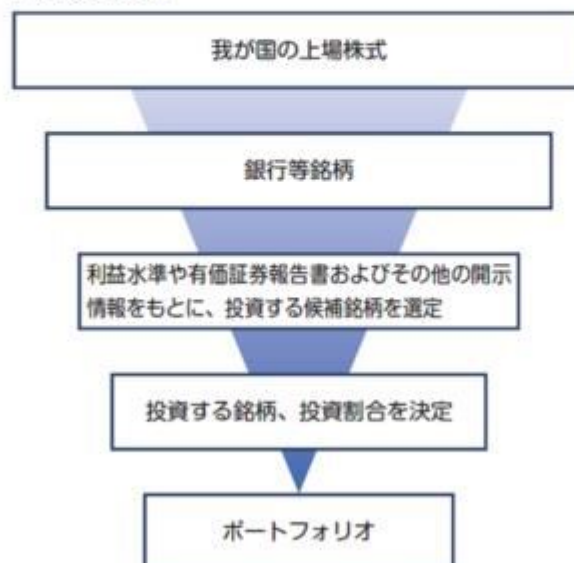 我が国の上場株式
銀行等銘柄
利益水準や有価証券報告書およびその他の開示
情報をもとに、投資する候補銘柄を選定
投資する銘柄、投資割合を決定
ポートフォリオ